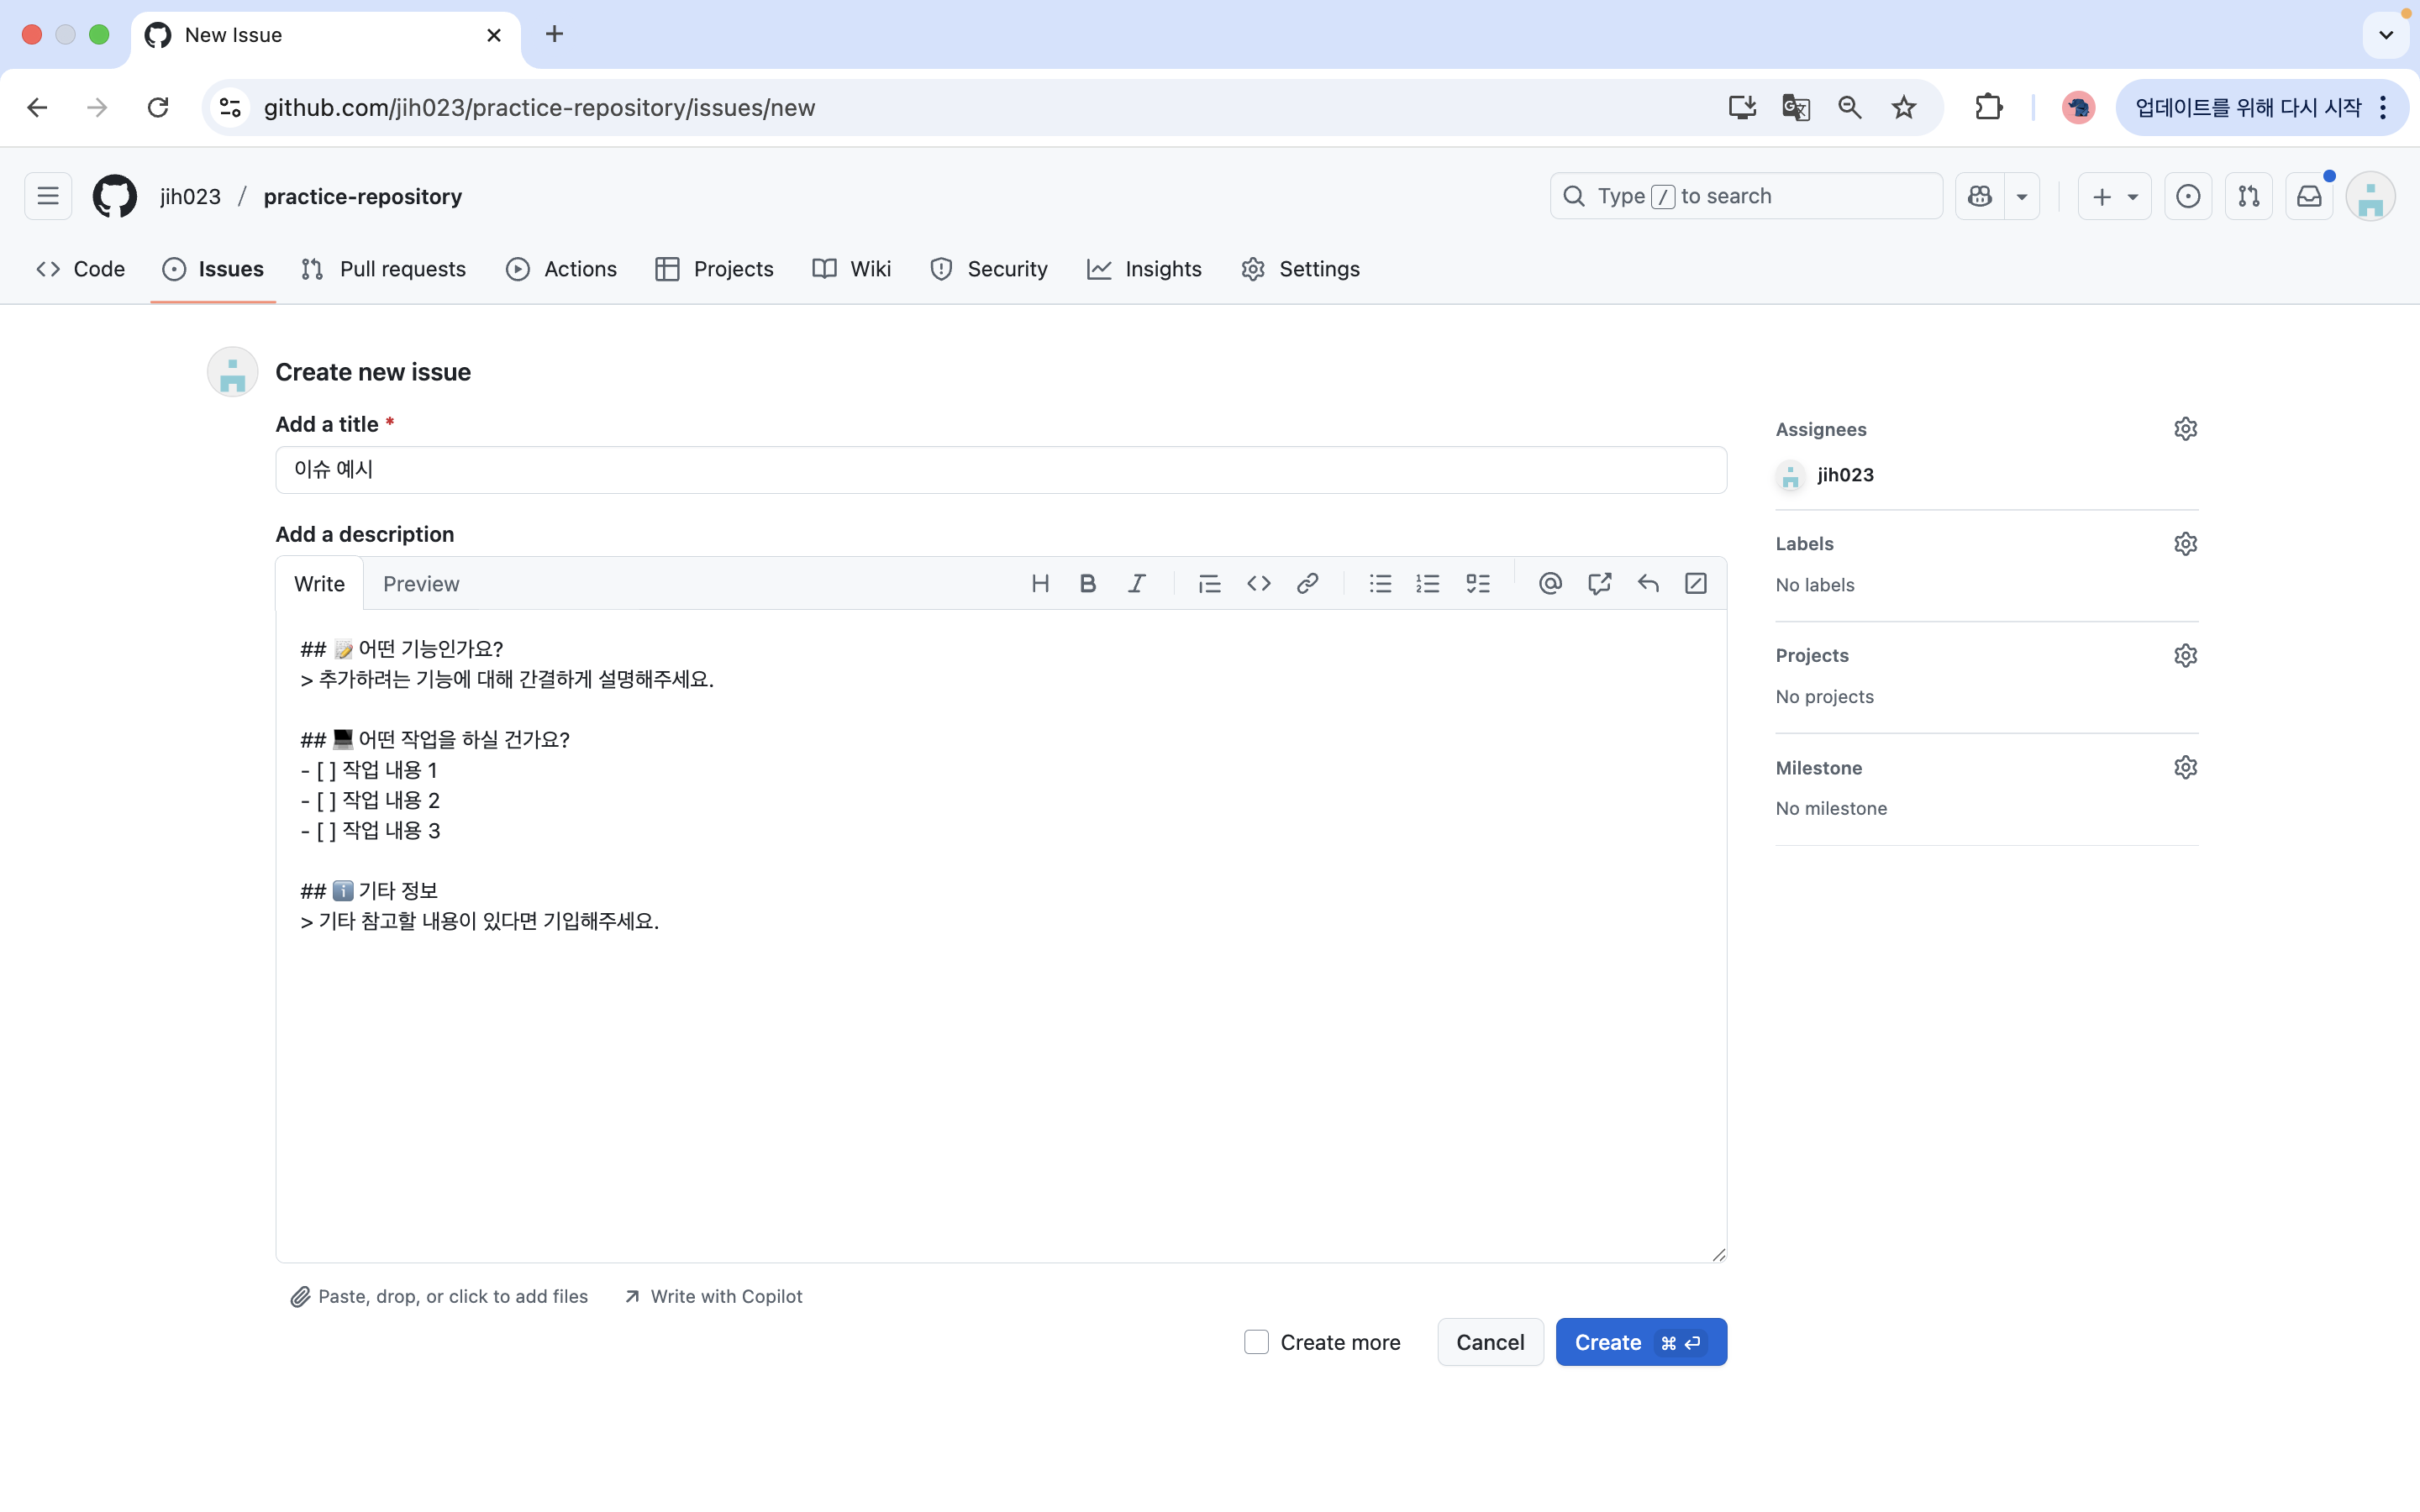 New Issue
github.com/jih023/practice-repository/issues/new
업데이트를 위해 다시 시작
jih023 / practice-repository
Type / to search
Code Issues Pull requests Actions Projects Wiki Security Insights Settings
Create new issue
Add a title *
이슈 예시
Add a description
Write Preview
## 📝 어떤 기능인가요?
> 추가하려는 기능에 대해 간결하게 설명해주세요.
## 💻 어떤 작업을 하실 건가요?
- [ ] 작업 내용 1
- [ ] 작업 내용 2
- [ ] 작업 내용 3
## ℹ️ 기타 정보
> 기타 참고할 내용이 있다면 기입해주세요.
Paste, drop, or click to add files
Write with Copilot
Create more
Cancel
Create ⌘ ⏎
Assignees
jih023
Labels
No labels
Projects
No projects
Milestone
No milestone